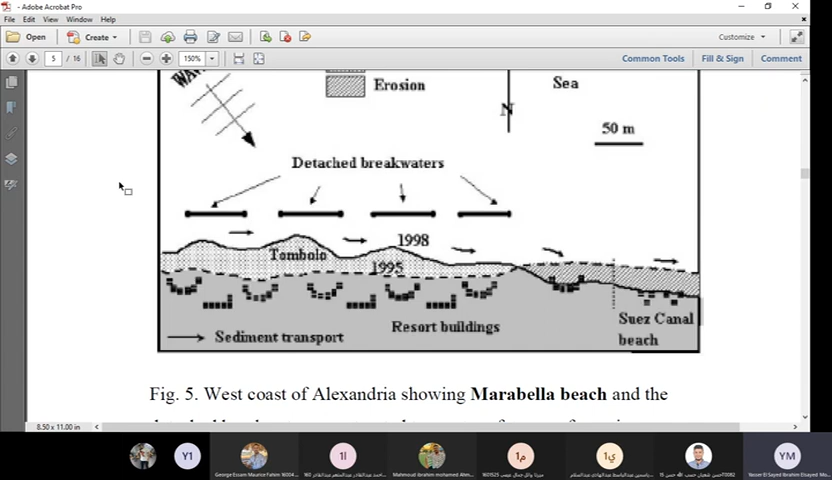 - Adobe Acrobat Pro
File Edit View Window Help
Open Create Customize
5 / 16 150% Common Tools Fill & Sign Comment
Erosion Sea
N
50 m
Detached breakwaters
1998
Tombolo
1995
Resort buildings
Suez Canal
beach
Sediment transport
Fig. 5. West coast of Alexandria showing Marabella beach and the
8.50 x 11.00 in
Y1 1ا 1م 1ي YM
George Essam Maurice Fahim
Mahmoud Ibrahim mohamed
Yasser El Sayed Ibrahim Elsayed